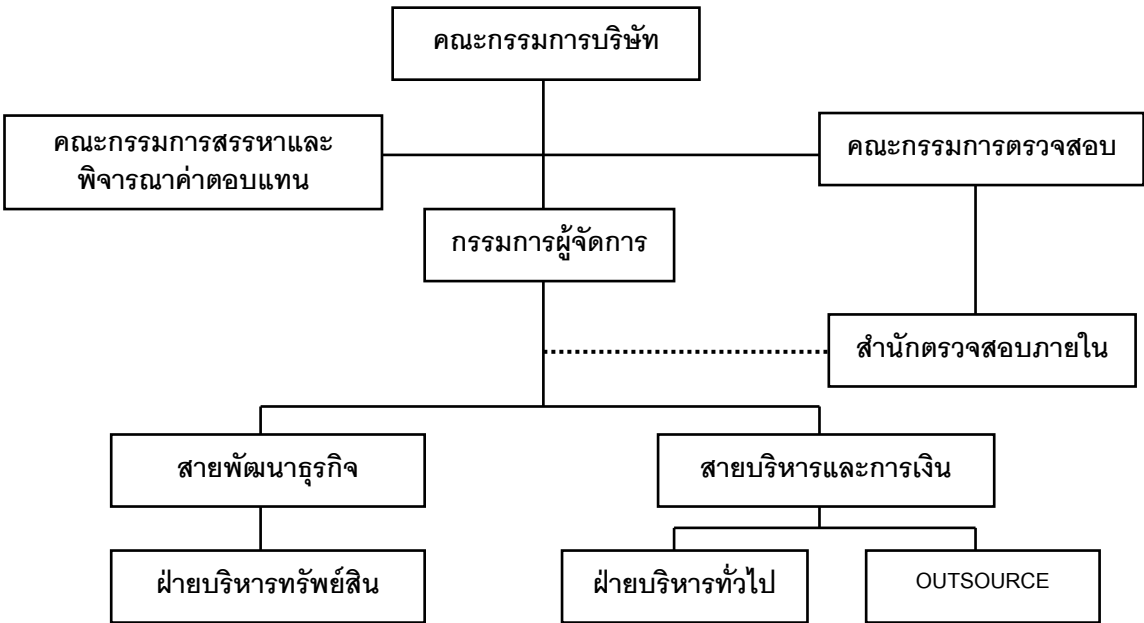 คณะกรรมการบริษัท
คณะกรรมการสรรหาและ
พิจารณาค่าตอบแทน
คณะกรรมการตรวจสอบ
กรรมการผู้จัดการ
สำนักตรวจสอบภายใน
สายพัฒนาธุรกิจ
สายบริหารและการเงิน
ฝ่ายบริหารทรัพย์สิน
ฝ่ายบริหารทั่วไป
OUTSOURCE